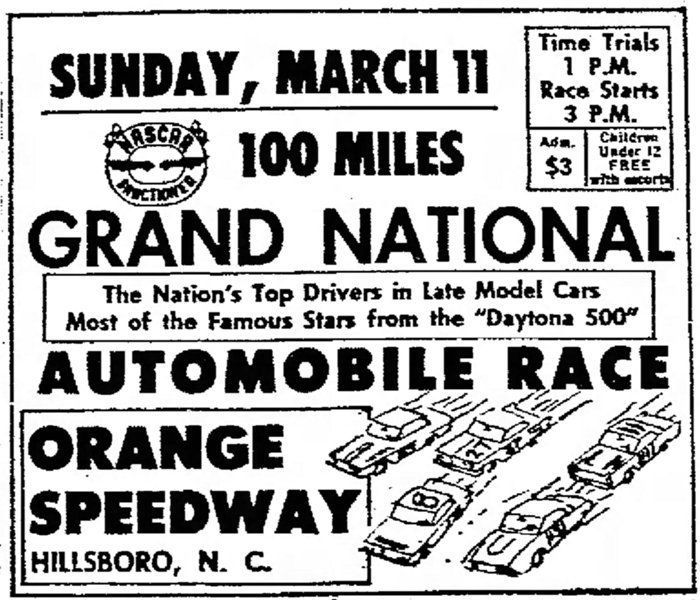 SUNDAY, MARCH 11
Time Trials
1 P.M.
Race Starts
3 P.M.
Adm.
$3
Children
Under 12
FREE
with escorts
NASCAR
SANCTIONED
100 MILES
GRAND NATIONAL
The Nation's Top Drivers in Late Model Cars
Most of the Famous Stars from the "Daytona 500"
AUTOMOBILE RACE
ORANGE
SPEEDWAY
HILLSBORO, N. C.
2
8